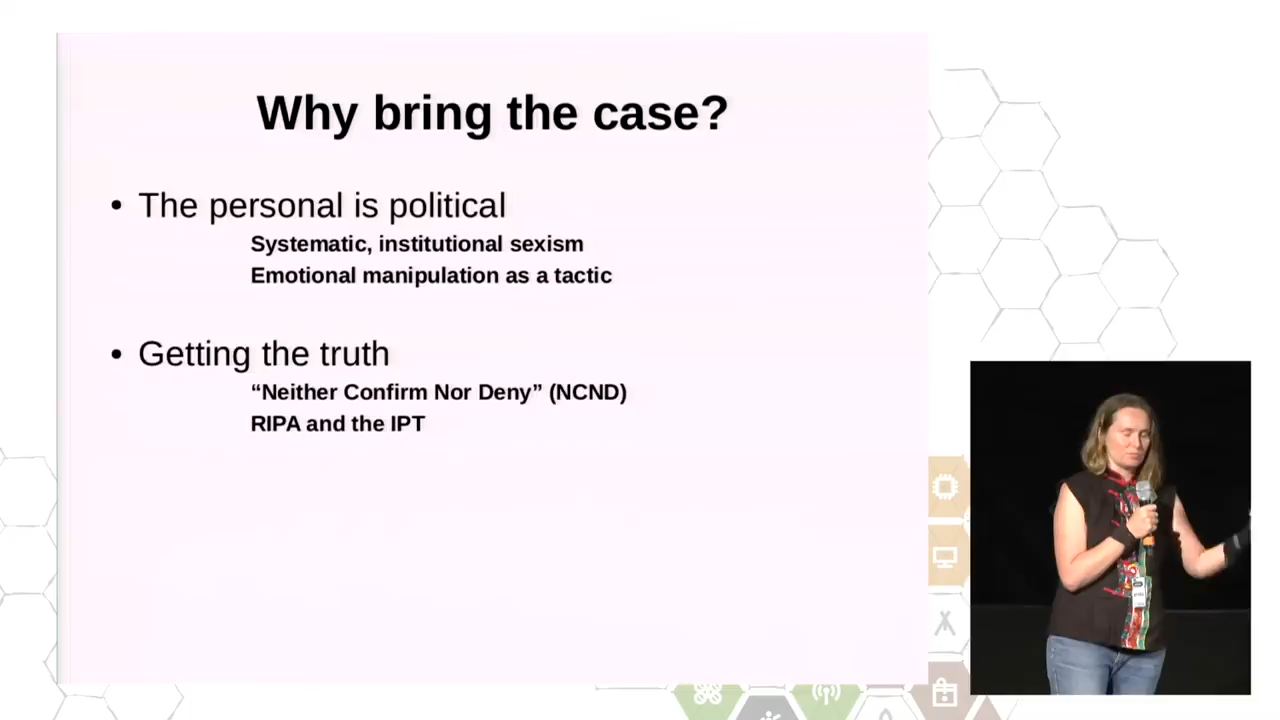 Why bring the case?
• The personal is political
Systematic, institutional sexism
Emotional manipulation as a tactic
• Getting the truth
“Neither Confirm Nor Deny” (NCND)
RIPA and the IPT